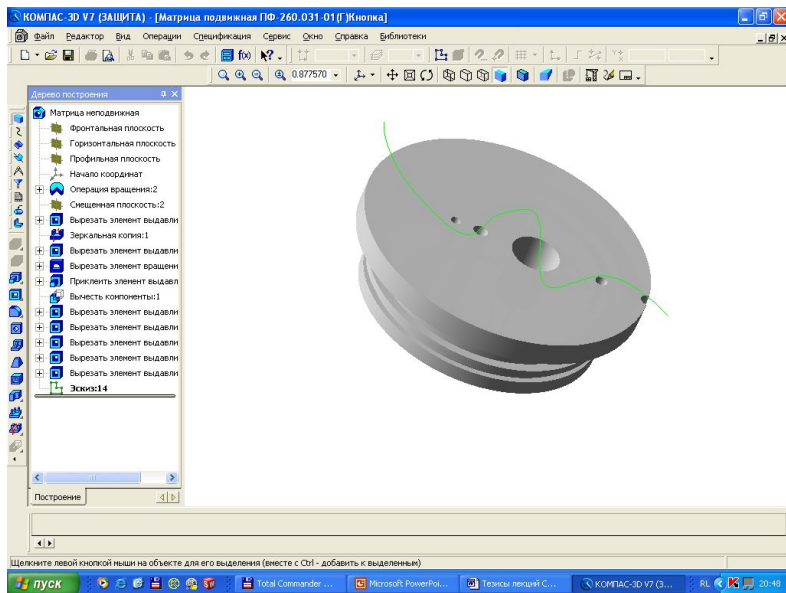 КОМПАС-3D V7 (ЗАЩИТА) - [Матрица подвижная ПФ-260.031-01(Г)Кнопка]
Файл Редактор Вид Операции Спецификация Сервис Окно Справка Библиотеки
f(x)
0.877570
Дерево построения
Матрица неподвижная
Фронтальная плоскость
Горизонтальная плоскость
Профильная плоскость
Начало координат
Операция вращения:2
Смещенная плоскость:2
Вырезать элемент выдавли
Зеркальная копия:1
Вырезать элемент выдавли
Вырезать элемент вращени
Приклеить элемент выдавл
Вычесть компоненты:1
Вырезать элемент выдавли
Вырезать элемент выдавли
Вырезать элемент выдавли
Вырезать элемент выдавли
Вырезать элемент выдавли
Эскиз:14
Построение
Щелкните левой кнопкой мыши на объекте для его выделения (вместе с Ctrl - добавить к выделенным)
пуск Total Commander ... Microsoft PowerPoi... Тезисы лекций С... КОМПАС-3D V7 (З... RL 20:48